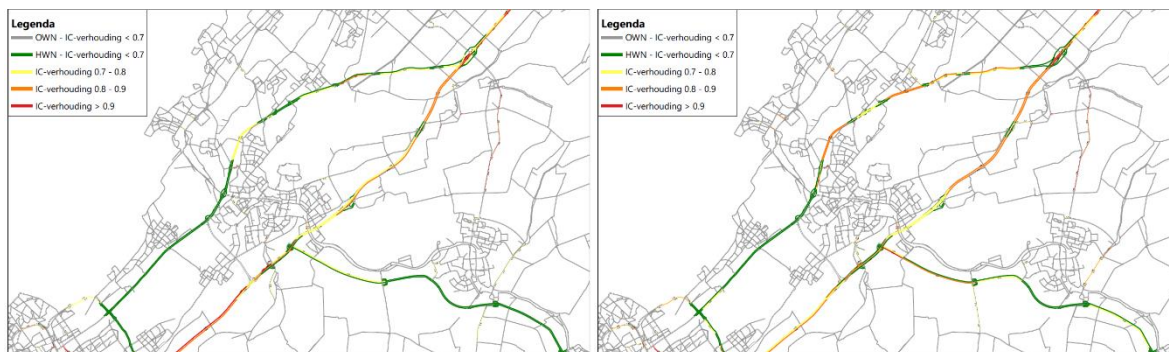 Legenda
OWN - IC-verhouding < 0.7
HWN - IC-verhouding < 0.7
IC-verhouding 0.7 - 0.8
IC-verhouding 0.8 - 0.9
IC-verhouding > 0.9
Legenda
OWN - IC-verhouding < 0.7
HWN - IC-verhouding < 0.7
IC-verhouding 0.7 - 0.8
IC-verhouding 0.8 - 0.9
IC-verhouding > 0.9